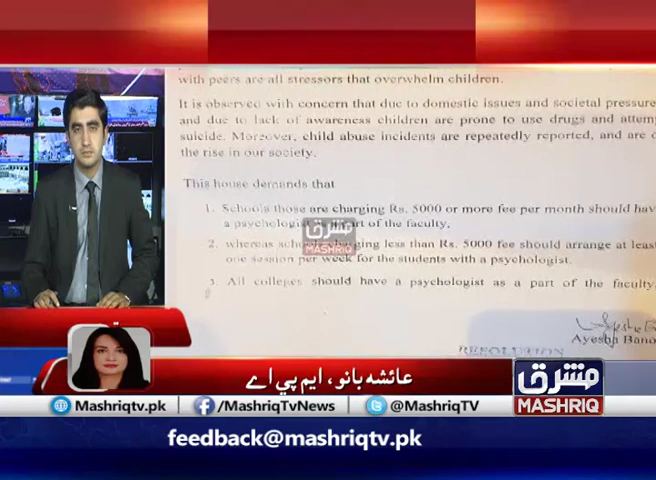 with peers are all stressors that overwhelm children.
It is observed with concern that due to domestic issues and societal pressure
and due to lack of awareness children are prone to use drugs and attemp
suicide. Moreover, child abuse incidents are repeatedly reported, and are o
the rise in our society.
This house demands that
1. Schools those are charging Rs. 5000 or more fee per month should hav
a psychologist part of the faculty,
2. whereas ging less than Rs. 5000 fee should arrange at leas
one session per week for the students with a psychologist.
3. All colleges should have a psychologist as a part of the faculty
Ayesha Bano
RESOLUTION
مشرق
MASHRIQ
عائشہ بانو، ایم پی اے
مشرق
MASHRIQ
Mashriqtv.pk
/MashriqTvNews
@MashriqTV
feedback@mashriqtv.pk